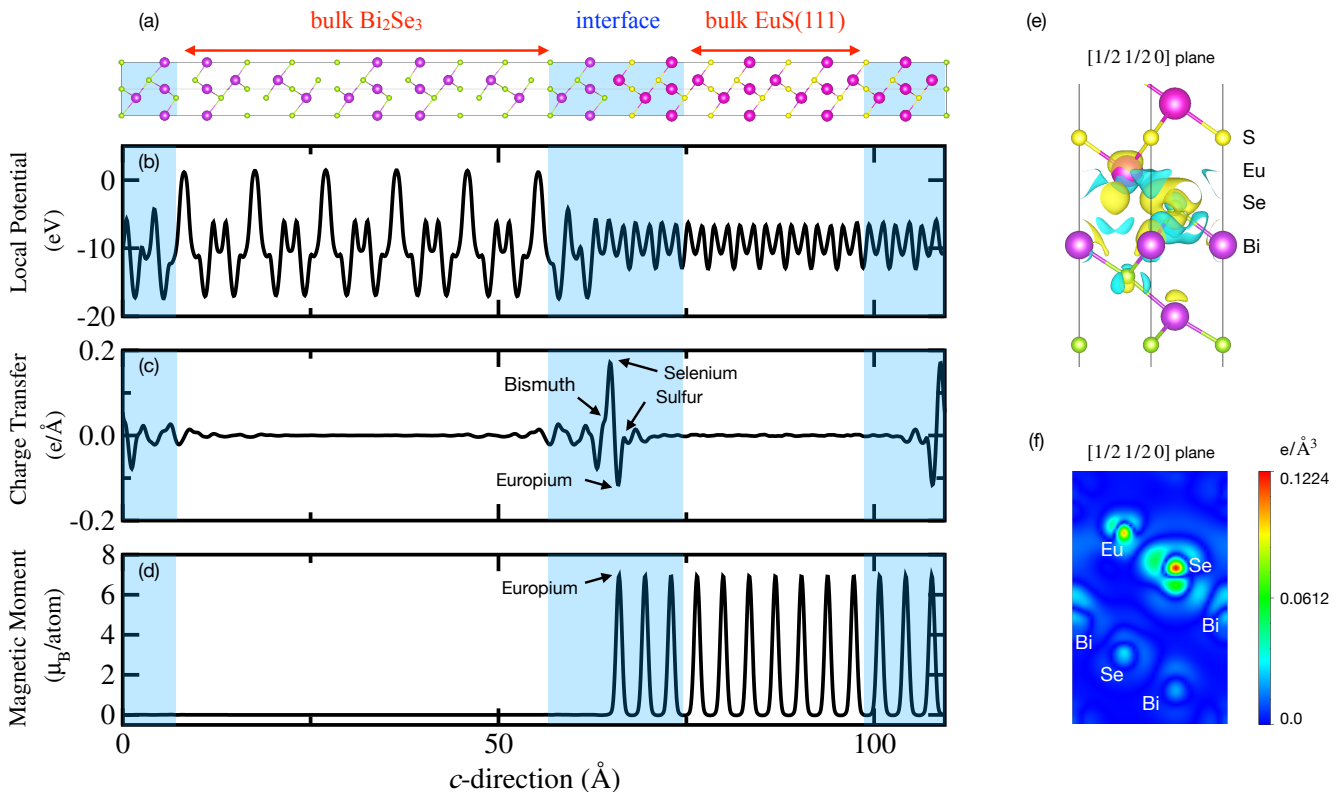 (a)
bulk Bi₂Se₃
interface
bulk EuS(111)
(b)
Local Potential
(eV)
0
-10
-20
(c)
Charge Transfer
(e/Å)
0.2
0.0
-0.2
Bismuth
Selenium
Sulfur
Europium
(d)
Magnetic Moment
(μ_B/atom)
8
6
4
2
0
Europium
0
50
100
c-direction (Å)
(e)
[1/2 1/2 0] plane
S
Eu
Se
Bi
(f)
[1/2 1/2 0] plane
e/Å³
0.1224
0.0612
0.0
Eu
Se
Bi
Bi
Se
Bi